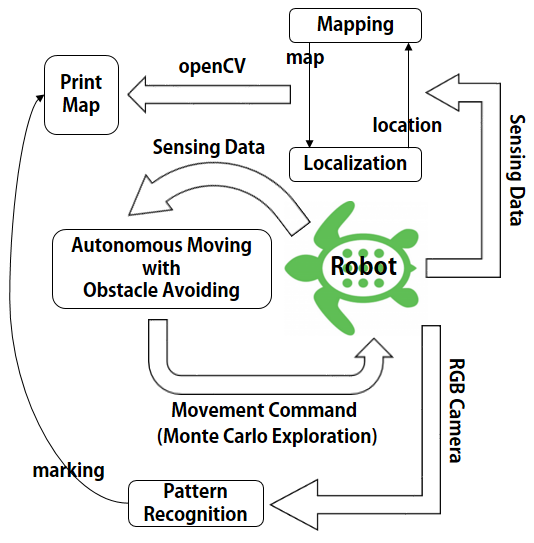 Mapping
openCV
map
Print
Map
location
Sensing Data
Localization
Sensing Data
Autonomous Moving
with
Obstacle Avoiding
Robot
Movement Command
(Monte Carlo Exploration)
RGB Camera
marking
Pattern
Recognition